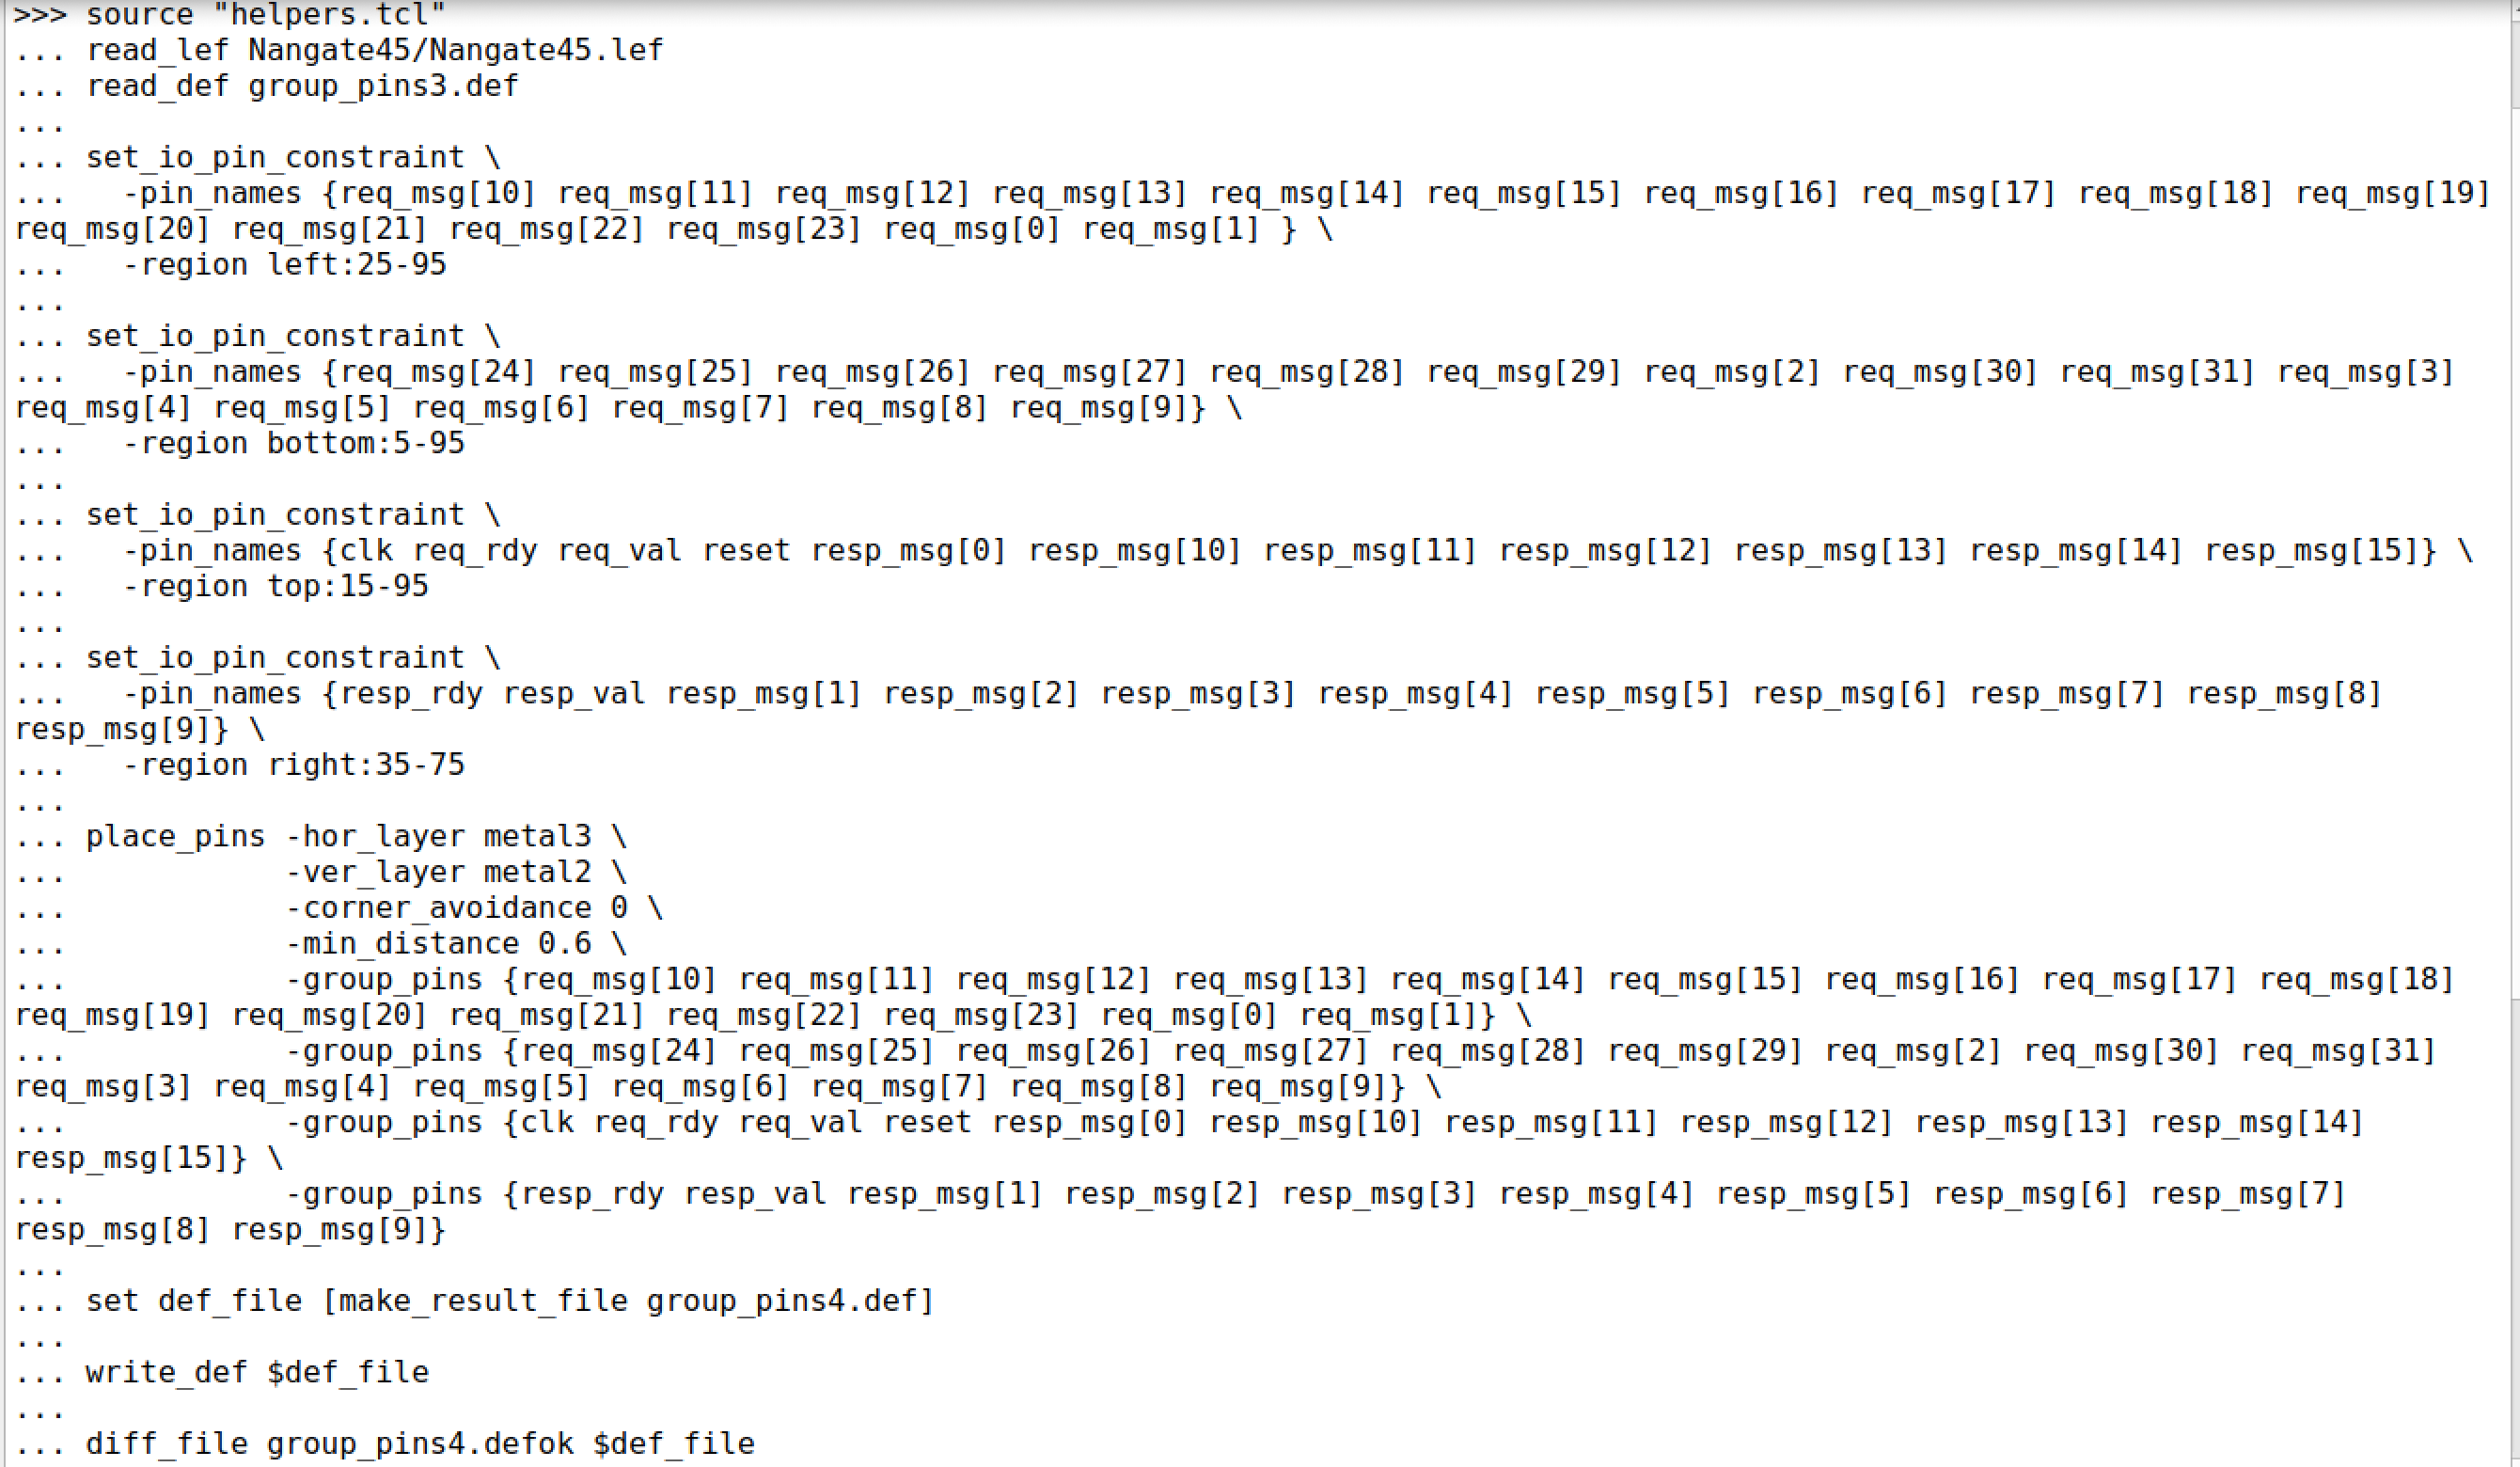 >>> source "helpers.tcl"
... read_lef Nangate45/Nangate45.lef
... read_def group_pins3.def
...
... set_io_pin_constraint \
...   -pin_names {req_msg[10] req_msg[11] req_msg[12] req_msg[13] req_msg[14] req_msg[15] req_msg[16] req_msg[17] req_msg[18] req_msg[19]
req_msg[20] req_msg[21] req_msg[22] req_msg[23] req_msg[0] req_msg[1] } \
...   -region left:25-95
...
... set_io_pin_constraint \
...   -pin_names {req_msg[24] req_msg[25] req_msg[26] req_msg[27] req_msg[28] req_msg[29] req_msg[2] req_msg[30] req_msg[31] req_msg[3]
req_msg[4] req_msg[5] req_msg[6] req_msg[7] req_msg[8] req_msg[9]} \
...   -region bottom:5-95
...
... set_io_pin_constraint \
...   -pin_names {clk req_rdy req_val reset resp_msg[0] resp_msg[10] resp_msg[11] resp_msg[12] resp_msg[13] resp_msg[14] resp_msg[15]} \
...   -region top:15-95
...
... set_io_pin_constraint \
...   -pin_names {resp_rdy resp_val resp_msg[1] resp_msg[2] resp_msg[3] resp_msg[4] resp_msg[5] resp_msg[6] resp_msg[7] resp_msg[8]
resp_msg[9]} \
...   -region right:35-75
...
... place_pins -hor_layer metal3 \
...            -ver_layer metal2 \
...            -corner_avoidance 0 \
...            -min_distance 0.6 \
...            -group_pins {req_msg[10] req_msg[11] req_msg[12] req_msg[13] req_msg[14] req_msg[15] req_msg[16] req_msg[17] req_msg[18]
req_msg[19] req_msg[20] req_msg[21] req_msg[22] req_msg[23] req_msg[0] req_msg[1]} \
...            -group_pins {req_msg[24] req_msg[25] req_msg[26] req_msg[27] req_msg[28] req_msg[29] req_msg[2] req_msg[30] req_msg[31]
req_msg[3] req_msg[4] req_msg[5] req_msg[6] req_msg[7] req_msg[8] req_msg[9]} \
...            -group_pins {clk req_rdy req_val reset resp_msg[0] resp_msg[10] resp_msg[11] resp_msg[12] resp_msg[13] resp_msg[14]
resp_msg[15]} \
...            -group_pins {resp_rdy resp_val resp_msg[1] resp_msg[2] resp_msg[3] resp_msg[4] resp_msg[5] resp_msg[6] resp_msg[7]
resp_msg[8] resp_msg[9]}
...
... set def_file [make_result_file group_pins4.def]
...
... write_def $def_file
...
... diff_file group_pins4.defok $def_file